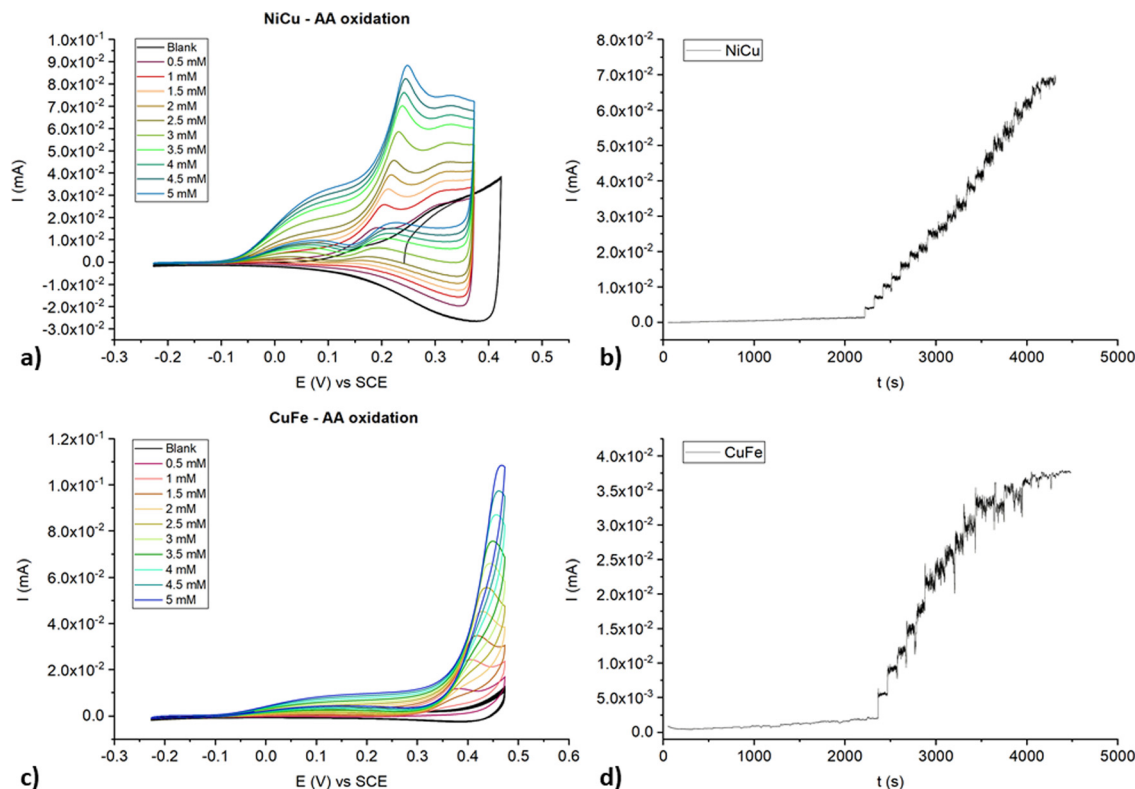 NiCu - AA oxidation
1.0x10⁻¹
9.0x10⁻²
8.0x10⁻²
7.0x10⁻²
6.0x10⁻²
5.0x10⁻²
4.0x10⁻²
3.0x10⁻²
2.0x10⁻²
1.0x10⁻²
0.0
-1.0x10⁻²
-2.0x10⁻²
-3.0x10⁻²
I (mA)
Blank
0.5 mM
1 mM
1.5 mM
2 mM
2.5 mM
3 mM
3.5 mM
4 mM
4.5 mM
5 mM
-0.3 -0.2 -0.1 0.0 0.1 0.2 0.3 0.4 0.5
E (V) vs SCE
a)
8.0x10⁻²
7.0x10⁻²
6.0x10⁻²
5.0x10⁻²
4.0x10⁻²
3.0x10⁻²
2.0x10⁻²
1.0x10⁻²
0.0
I (mA)
NiCu
0 1000 2000 3000 4000 5000
t (s)
b)
CuFe - AA oxidation
1.2x10⁻¹
1.0x10⁻¹
8.0x10⁻²
6.0x10⁻²
4.0x10⁻²
2.0x10⁻²
0.0
I (mA)
Blank
0.5 mM
1 mM
1.5 mM
2 mM
2.5 mM
3 mM
3.5 mM
4 mM
4.5 mM
5 mM
-0.3 -0.2 -0.1 0.0 0.1 0.2 0.3 0.4 0.5 0.6
E (V) vs SCE
c)
4.0x10⁻²
3.5x10⁻²
3.0x10⁻²
2.5x10⁻²
2.0x10⁻²
1.5x10⁻²
1.0x10⁻²
5.0x10⁻³
0.0
I (mA)
CuFe
0 1000 2000 3000 4000 5000
t (s)
d)